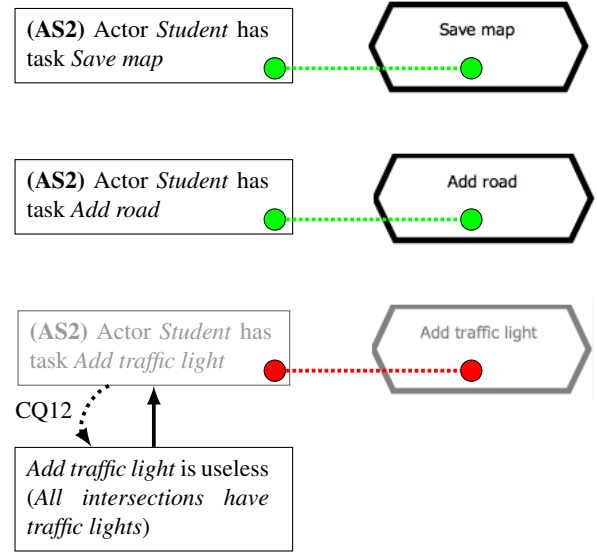 (AS2) Actor Student has
task Save map
Save map
(AS2) Actor Student has
task Add road
Add road
(AS2) Actor Student has
task Add traffic light
Add traffic light
CQ12
Add traffic light is useless
(All intersections have
traffic lights)